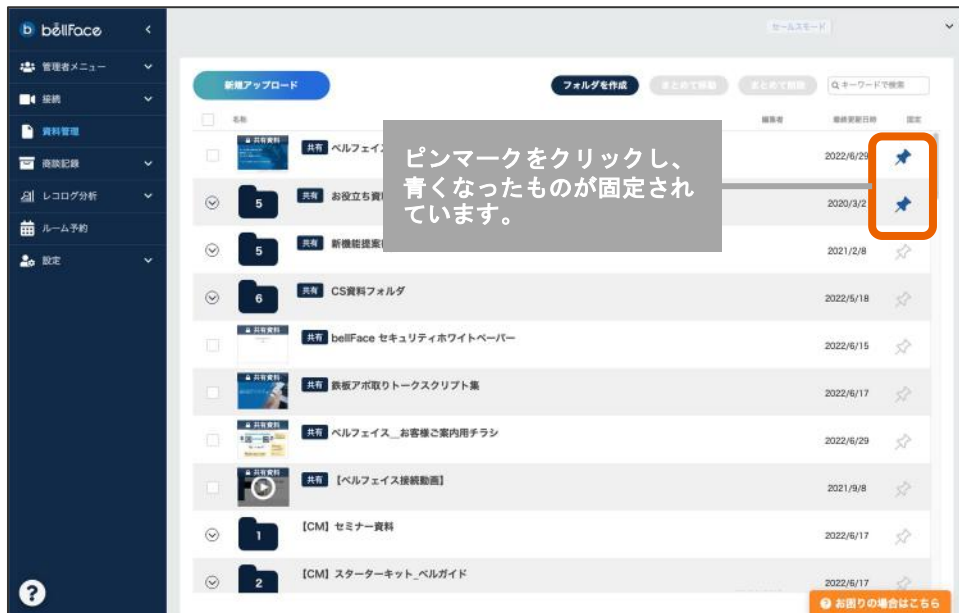 bellFace
セールスモード
管理者メニュー
接続
資料管理
商談記録
レコログ分析
ルーム予約
設定
新規アップロード
フォルダを作成
まとめて移動
まとめて削除
キーワードで検索
名称
編集者
最終更新日時
固定
共有資料
共有 ベルフェイ
2022/6/29
ピンマークをクリックし、
青くなったものが固定され
ています。
5
共有 お役立ち資
2020/3/2
5
共有 新機能提案
2021/2/8
6
共有 CS資料フォルダ
2022/5/18
共有資料
共有 bellFace セキュリティホワイトペーパー
2022/6/15
共有資料
共有 鉄板アポ取りトークスクリプト集
2022/6/17
共有資料
共有 ベルフェイス__お客様ご案内用チラシ
2022/6/29
共有資料
共有 【ベルフェイス接続動画】
2021/9/8
1
【CM】セミナー資料
2022/6/17
2
【CM】スターターキット_ベルガイド
2022/6/17
?
お困りの場合はこちら